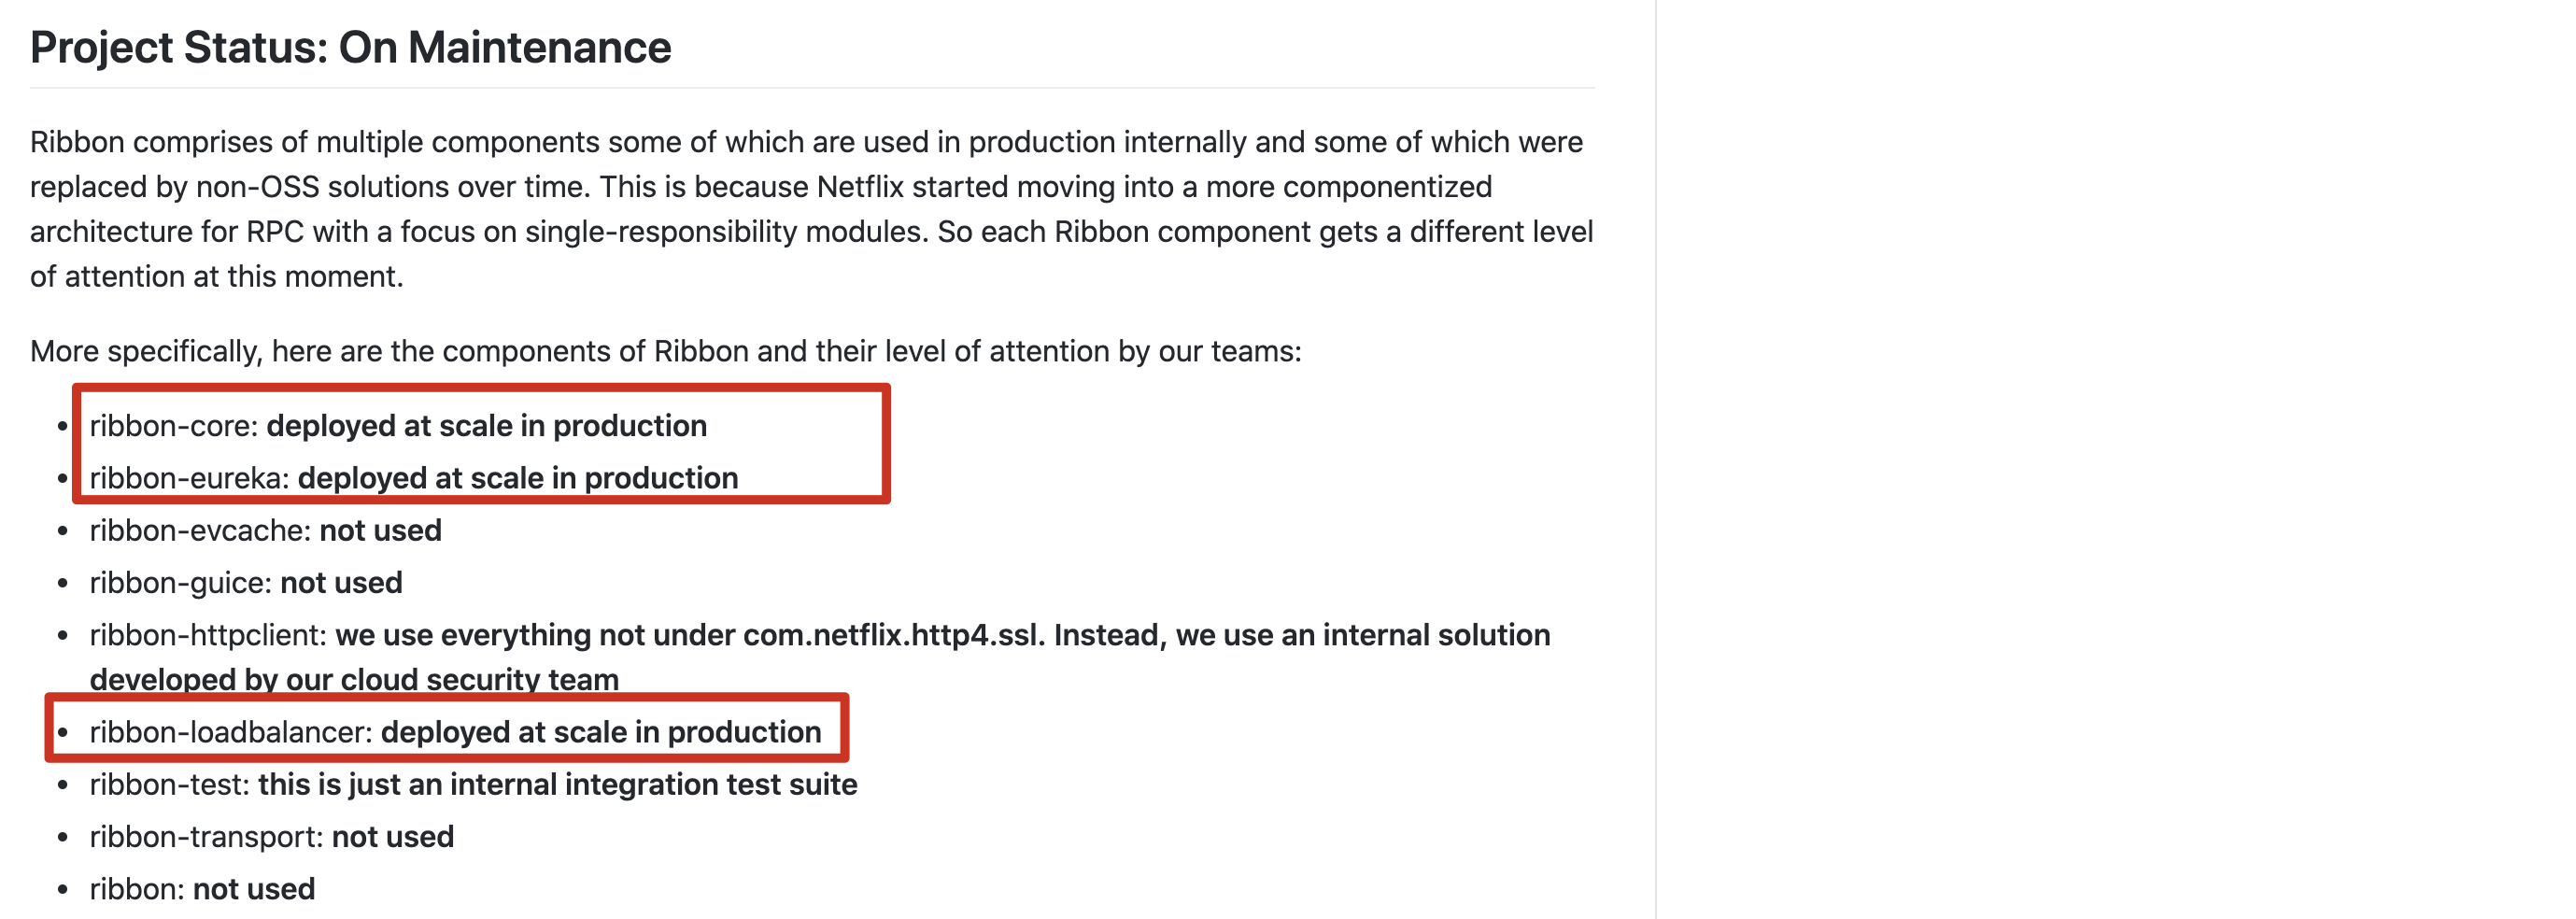 Project Status: On Maintenance
Ribbon comprises of multiple components some of which are used in production internally and some of which were
replaced by non-OSS solutions over time. This is because Netflix started moving into a more componentized
architecture for RPC with a focus on single-responsibility modules. So each Ribbon component gets a different level
of attention at this moment.
More specifically, here are the components of Ribbon and their level of attention by our teams:
• ribbon-core: deployed at scale in production
• ribbon-eureka: deployed at scale in production
• ribbon-evcache: not used
• ribbon-guice: not used
• ribbon-httpclient: we use everything not under com.netflix.http4.ssl. Instead, we use an internal solution
developed by our cloud security team
• ribbon-loadbalancer: deployed at scale in production
• ribbon-test: this is just an internal integration test suite
• ribbon-transport: not used
• ribbon: not used